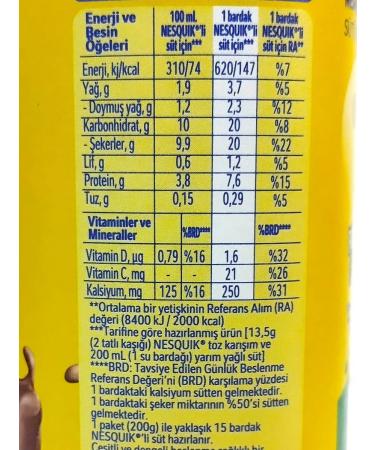 Enerji ve Besin Öğeleri | 100 ml. NESQUIK®'li süt için*** | 1 bardak NESQUIK®'li süt için*** | 1 bardak NESQUIK®'li süt için RA**
Enerji, kj/kcal 310/74 620/147 %7
Yağ, g 1,9 3,7 %5
- Doymuş yağ, g 1,2 2,3 %12
Karbonhidrat, g 10 20 %8
- Şekerler, g 9,9 20 %22
Lif, g 0,6 1,2 %5
Protein, g 3,8 7,6 %15
Tuz, g 0,15 0,29 %5
Vitaminler ve Mineraller %BRD**** %BRD****
Vitamin D, µg 0,79 %16 1,6 %32
Vitamin C, mg - - 21 %26
Kalsiyum, mg 125 %16 250 %31
**Ortalama bir yetişkinin Referans Alım (RA)
değeri (8400 kJ / 2000 kcal)
***Tarifine göre hazırlanmış ürün [13,5g
(2 tatlı kaşığı) NESQUIK® toz karışım ve
200 mL (1 su bardağı) yarım yağlı süt]
****BRD: Tavsiye Edilen Günlük Beslenme
Referans Değeri'ni (BRD) karşılama yüzdesi
1 bardaktaki kalsiyum sütten gelmektedir.
1 bardaktaki şeker miktarının %50'si sütten
gelmektedir.
1 paket (200g) ile yaklaşık 15 bardak
NESQUIK®'li süt hazırlanır.
Çeşitli ve dengeli beslenme sağlıklı bir